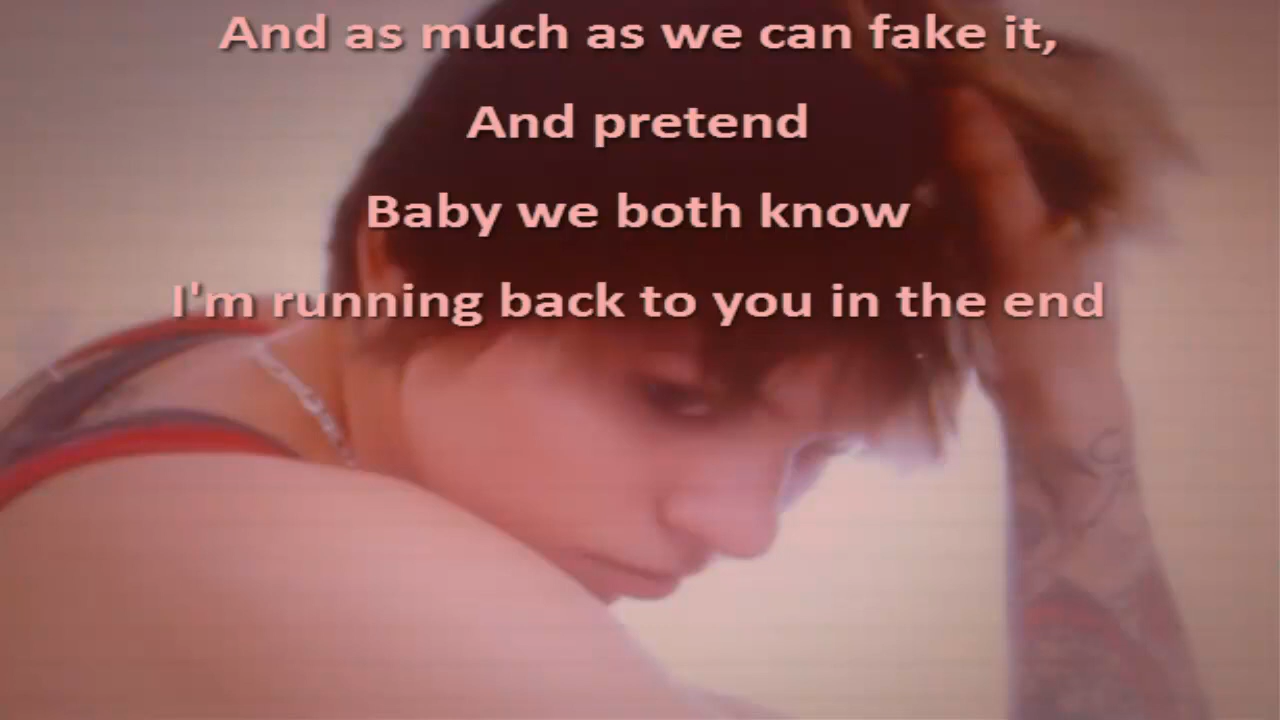 And as much as we can fake it,
And pretend
Baby we both know
I'm running back to you in the end